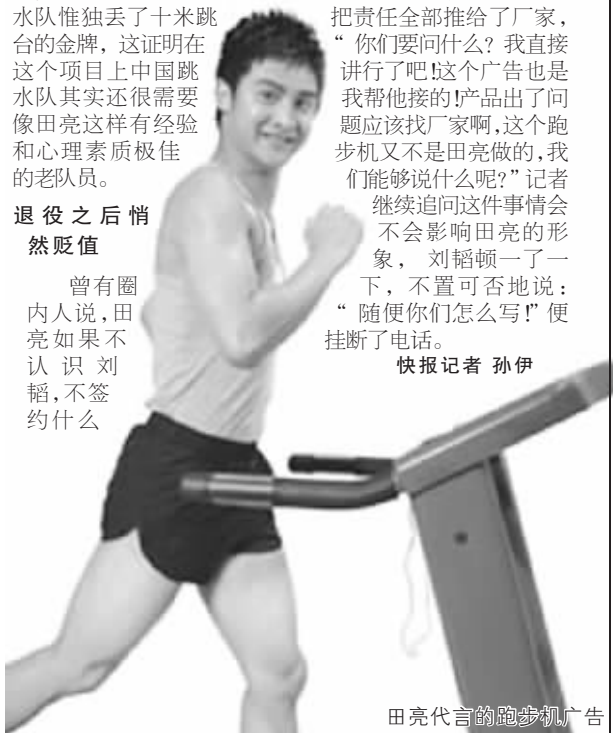 水队惟独丢了十米跳
台的金牌，这证明在
这个项目上中国跳
水队其实还很需要
像田亮这样有经验
和心理素质极佳
的老队员。
退役之后悄
然贬值
曾有圈
内人说，田
亮如果不
认识刘
韬，不签
约什么
把责任全部推给了厂家，
“你们要问什么？我直接
讲行了吧！这个广告也是
我帮他接的！产品出了问
题应该找厂家啊，这个跑
步机又不是田亮做的，我
们能够说什么呢？”记者
继续追问这件事情会
不会影响田亮的形
象，刘韬顿一了一
下，不置可否地说：
“随便你们怎么写！”便
挂断了电话。
快报记者 孙伊
田亮代言的跑步机广告